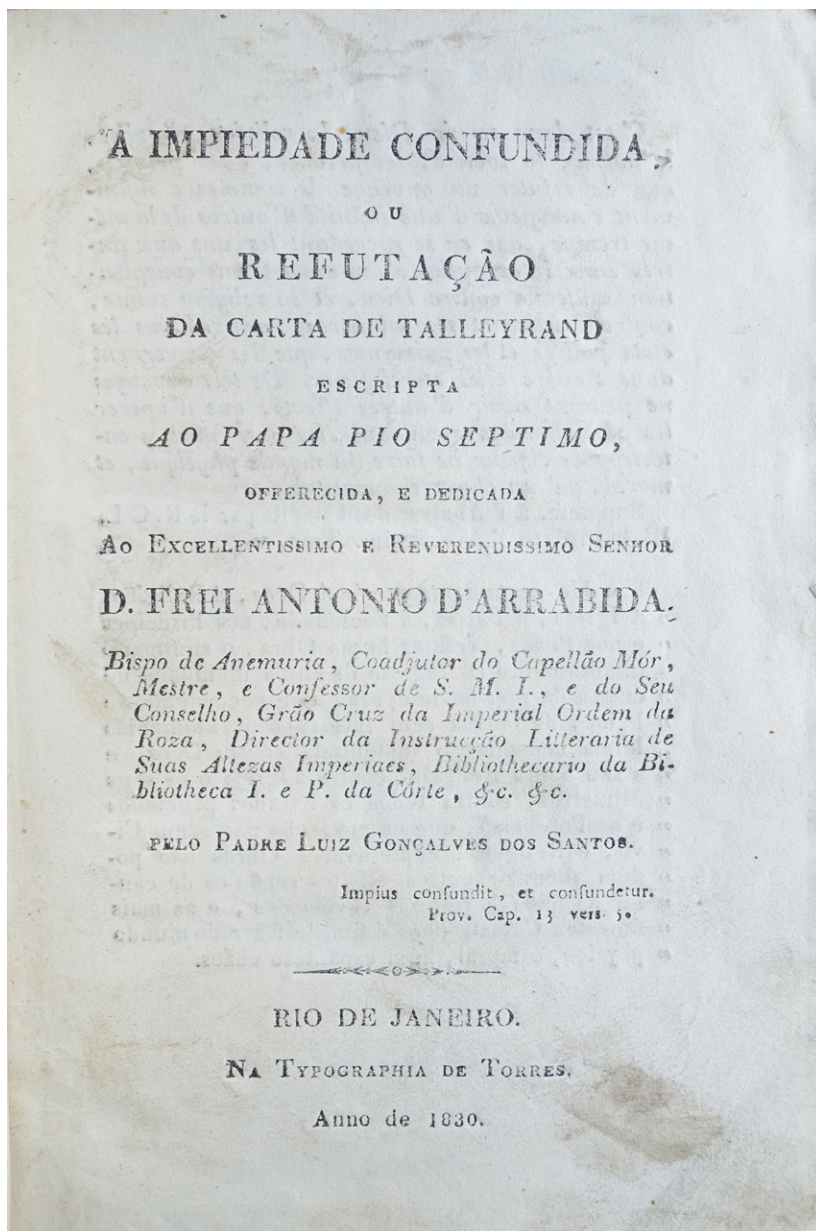 A IMPIEDADE CONFUNDIDA,
OU
REFUTAÇÃO
DA CARTA DE TALLEYRAND
ESCRIPTA
AO PAPA PIO SEPTIMO,
OFFERECIDA, E DEDICADA
AO EXCELLENTISSIMO E REVERENDISSIMO SENHOR
D. FREI ANTONIO D'ARRABIDA.
Bispo de Anemuria, Coadjutor do Capellão Mór,
Mestre, e Confessor de S. M. I., e do Seu
Conselho, Grão Cruz da Imperial Ordem da
Roza, Director da Instrucção Litteraria de
Suas Altezas Imperiaes, Bibliothecario da Bi-
bliotheca I. e P. da Côrte, &c. &c.
PELO PADRE LUIZ GONÇALVES DOS SANTOS.
Impius confundit, et confundetur.
Prov. Cap. 13 vers 5.
RIO DE JANEIRO.
NA TYPOGRAPHIA DE TORRES.
Anno de 1830.